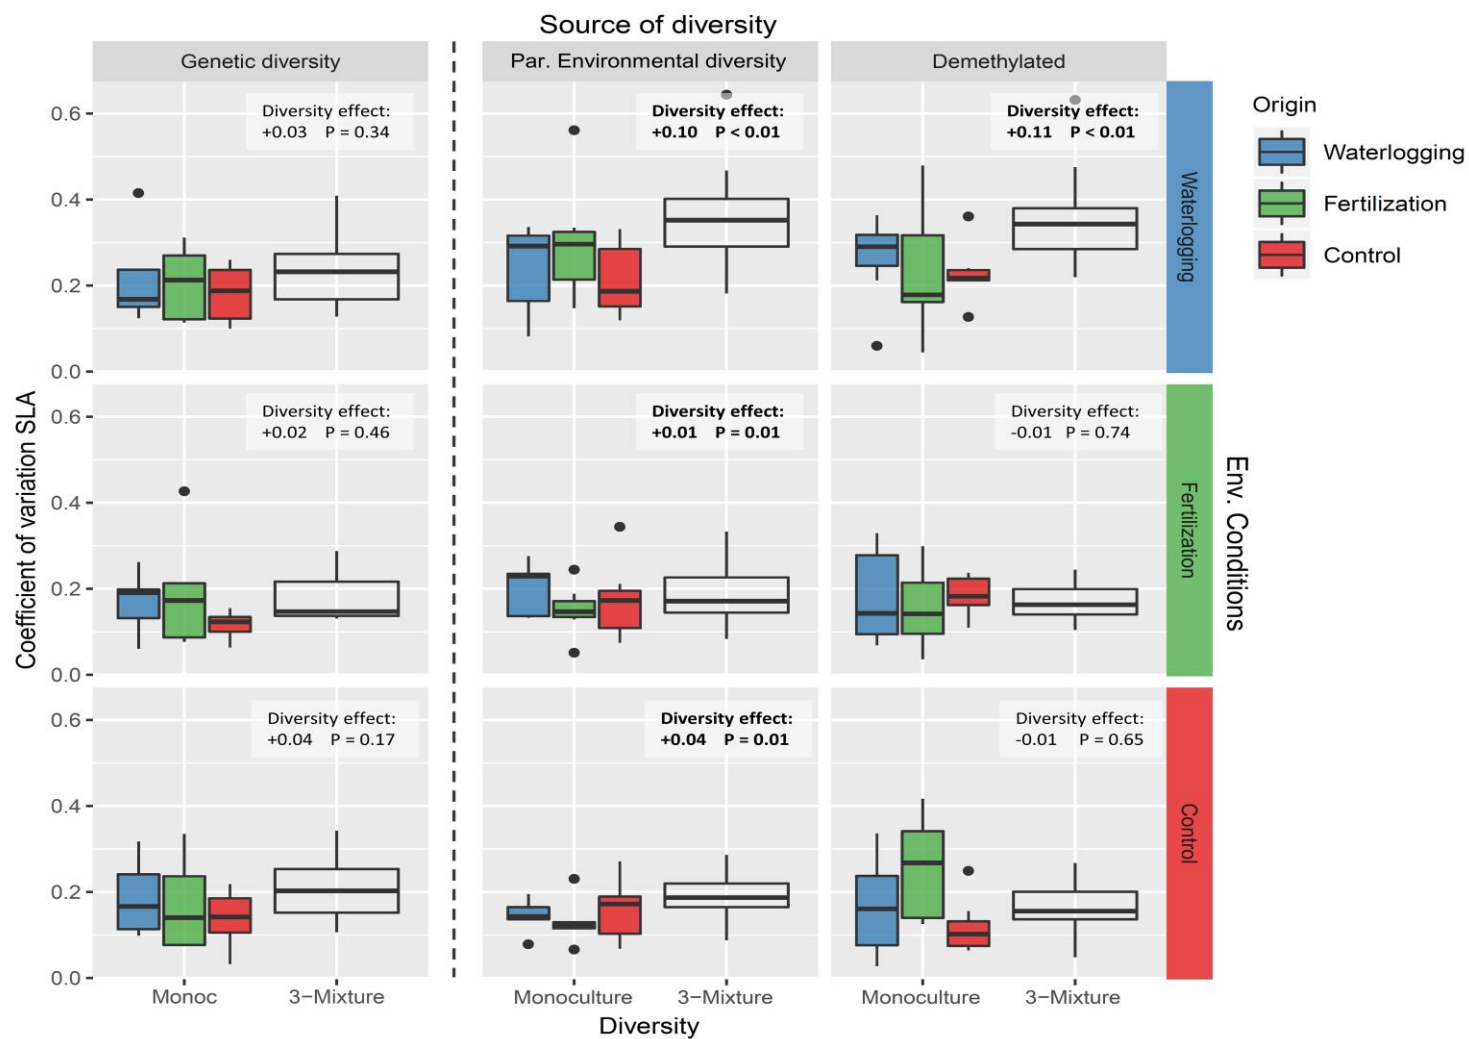 Source of diversity
Genetic diversity
Par. Environmental diversity
Demethylated
Coefficient of variation SLA
0.6
0.4
0.2
0.0
Diversity effect:
+0.03 P = 0.34
Diversity effect:
+0.10 P < 0.01
Diversity effect:
+0.11 P < 0.01
Waterlogging
0.6
0.4
0.2
0.0
Diversity effect:
+0.02 P = 0.46
Diversity effect:
+0.01 P = 0.01
Diversity effect:
-0.01 P = 0.74
Fertilization
0.6
0.4
0.2
0.0
Diversity effect:
+0.04 P = 0.17
Diversity effect:
+0.04 P = 0.01
Diversity effect:
-0.01 P = 0.65
Control
Env. Conditions
Monoc
3-Mixture
Monoculture
3-Mixture
Monoculture
3-Mixture
Diversity
Origin
Waterlogging
Fertilization
Control